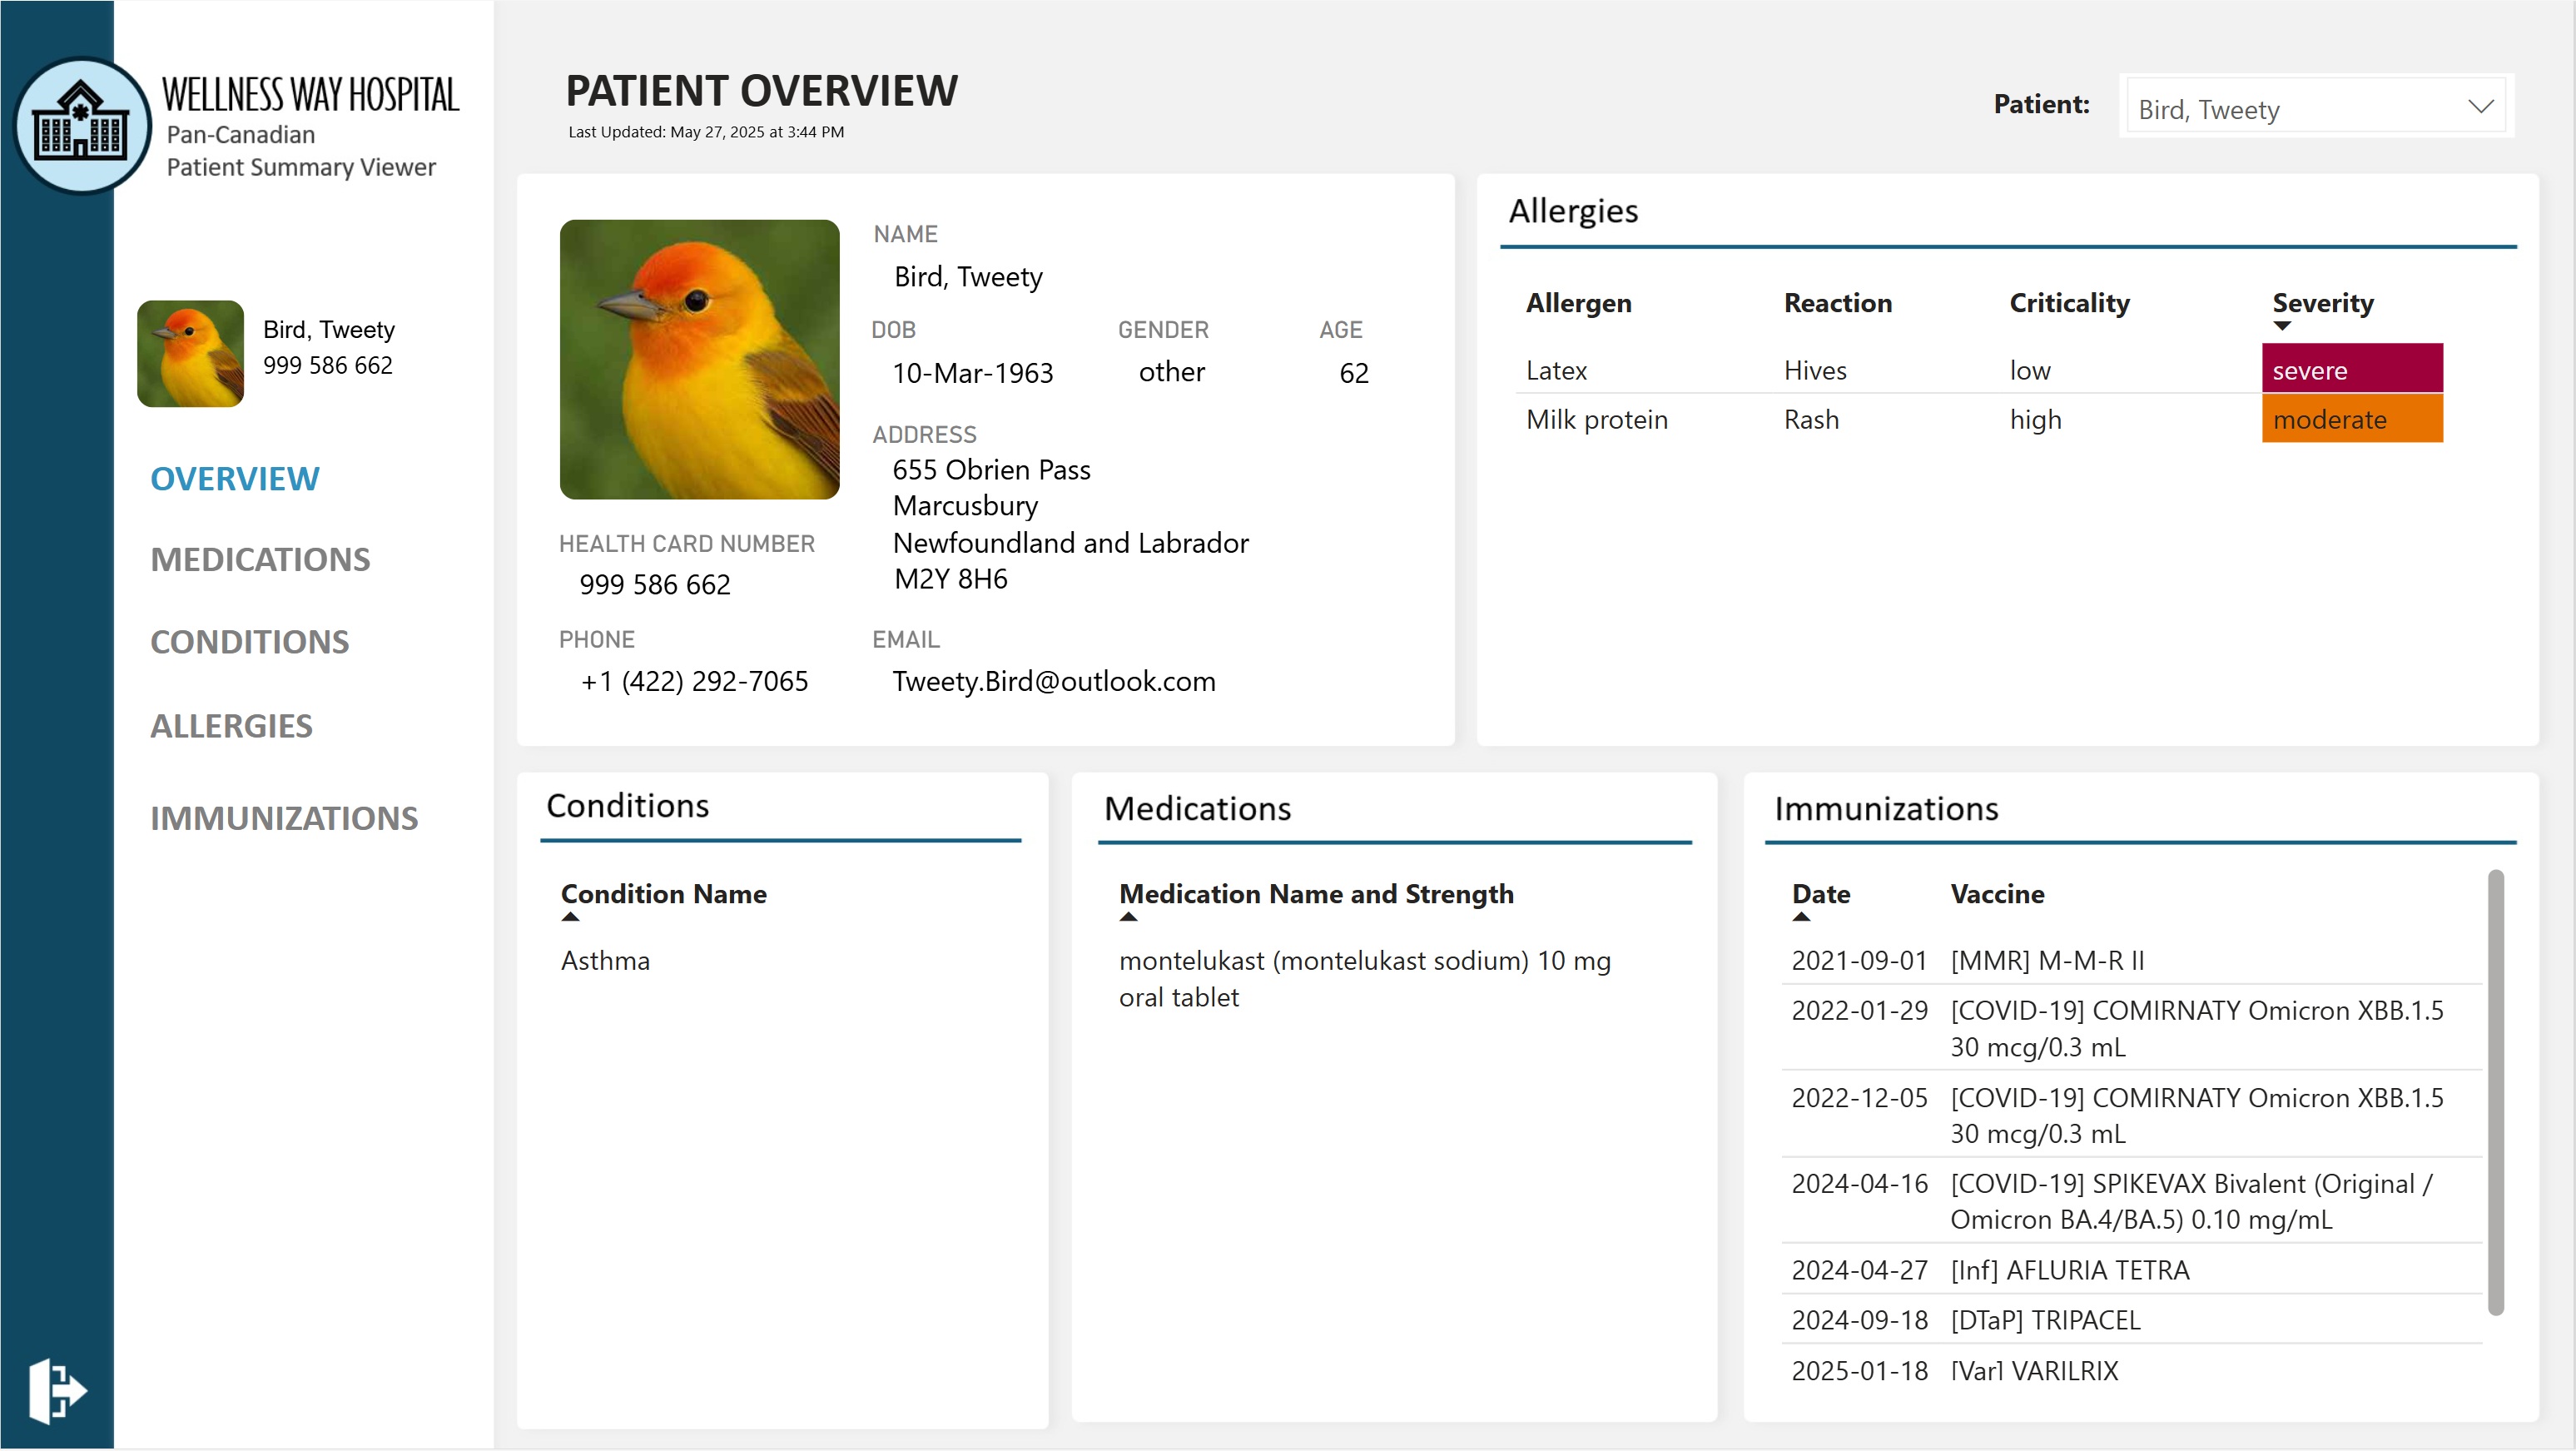 WELLNESS WAY HOSPITAL
Pan-Canadian
Patient Summary Viewer
Bird, Tweety
999 586 662
OVERVIEW
MEDICATIONS
CONDITIONS
ALLERGIES
IMMUNIZATIONS
PATIENT OVERVIEW
Last Updated: May 27, 2025 at 3:44 PM
Patient: Bird, Tweety
NAME
Bird, Tweety
DOB GENDER AGE
10-Mar-1963 other 62
ADDRESS
655 Obrien Pass
Marcusbury
Newfoundland and Labrador
M2Y 8H6
HEALTH CARD NUMBER
999 586 662
PHONE EMAIL
+1 (422) 292-7065 Tweety.Bird@outlook.com
Allergies
Allergen Reaction Criticality Severity
Latex Hives low severe
Milk protein Rash high moderate
Conditions
Condition Name
Asthma
Medications
Medication Name and Strength
montelukast (montelukast sodium) 10 mg
oral tablet
Immunizations
Date Vaccine
2021-09-01 [MMR] M-M-R II
2022-01-29 [COVID-19] COMIRNATY Omicron XBB.1.5
30 mcg/0.3 mL
2022-12-05 [COVID-19] COMIRNATY Omicron XBB.1.5
30 mcg/0.3 mL
2024-04-16 [COVID-19] SPIKEVAX Bivalent (Original /
Omicron BA.4/BA.5) 0.10 mg/mL
2024-04-27 [Inf] AFLURIA TETRA
2024-09-18 [DTaP] TRIPACEL
2025-01-18 [Var] VARILRIX